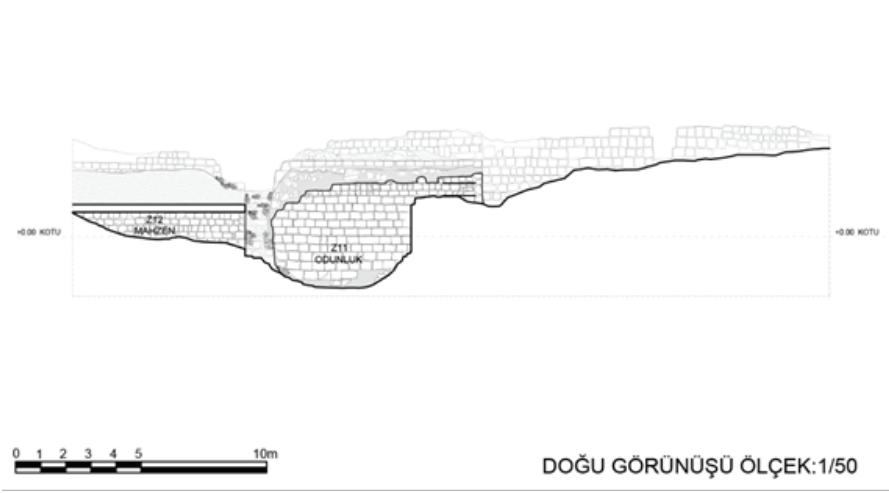 Z12
MAHZEN
Z11
ODUNLUK
+0.00 KOTU
+0.00 KOTU
0 1 2 3 4 5 10m
DOĞU GÖRÜNÜŞÜ ÖLÇEK:1/50